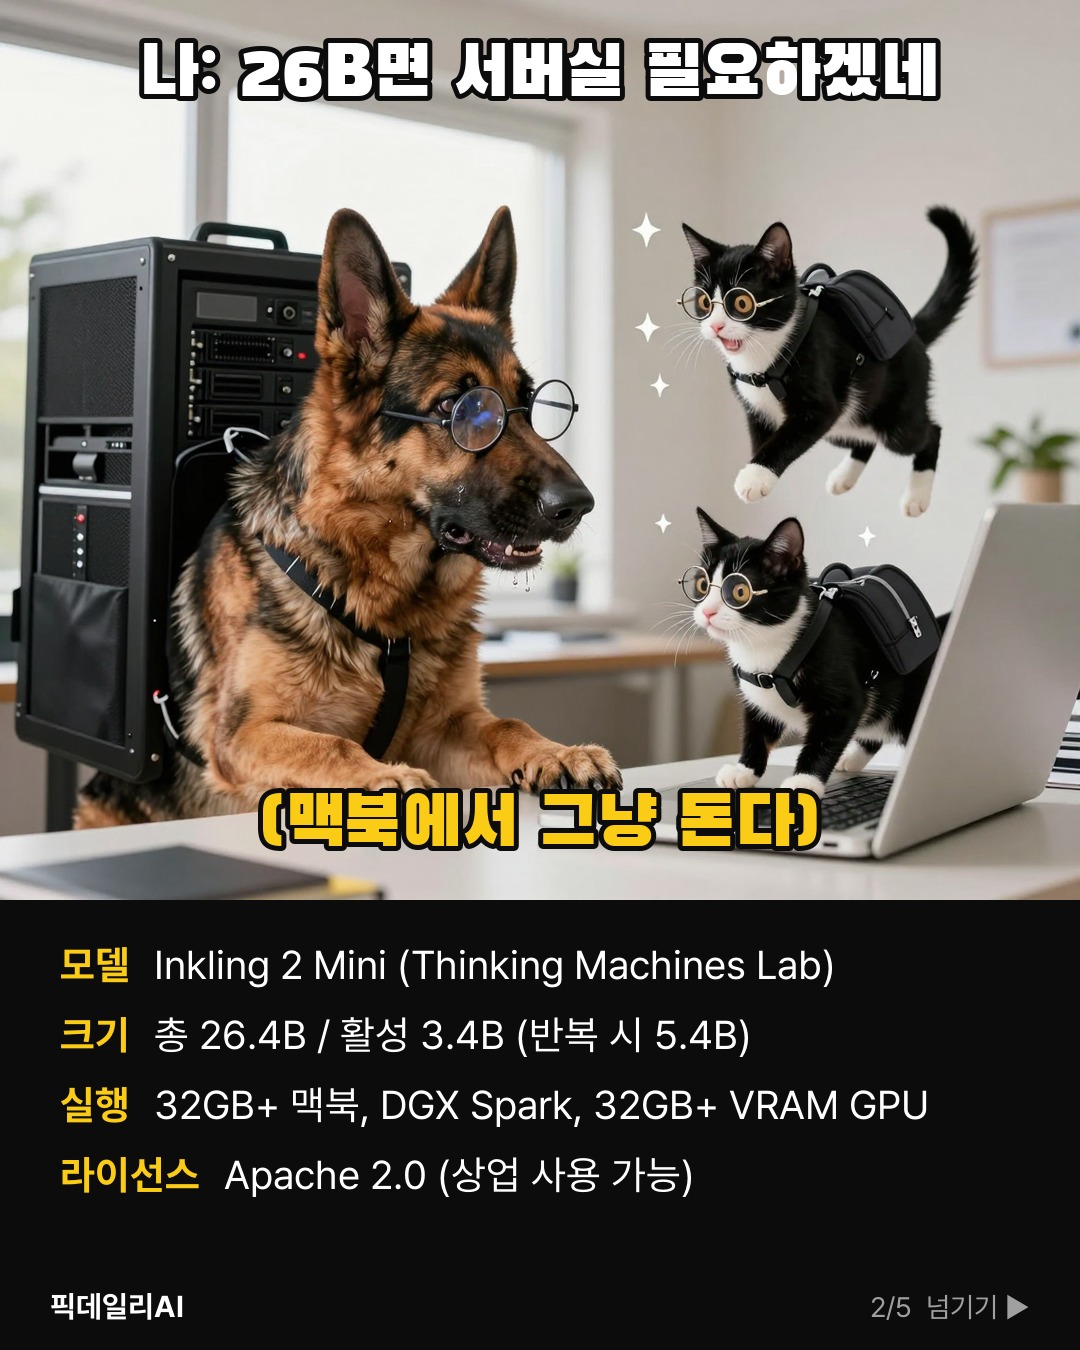 나: 26B면 서버실 필요하겠네
(맥북에서 그냥 돈다)
모델 Inkling 2 Mini (Thinking Machines Lab)
크기 총 26.4B / 활성 3.4B (반복 시 5.4B)
실행 32GB+ 맥북, DGX Spark, 32GB+ VRAM GPU
라이선스 Apache 2.0 (상업 사용 가능)
픽데일리AI
2/5 넘기기 ▶